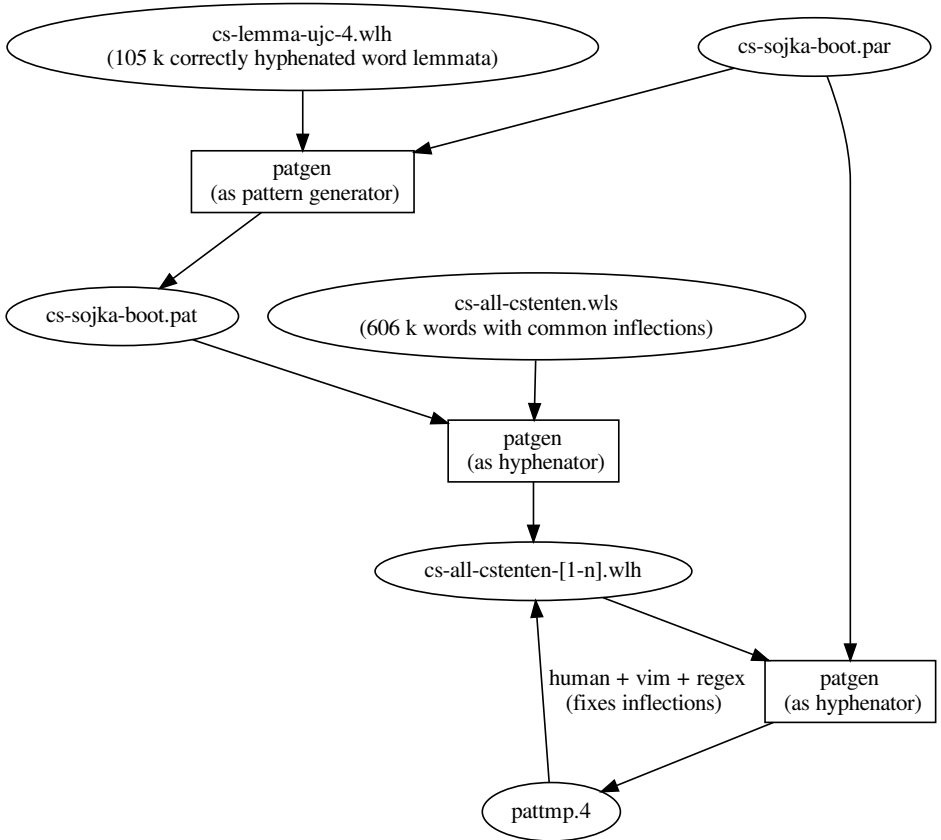 cs-lemma-ujc-4.wlh
(105 k correctly hyphenated word lemmata)
cs-sojka-boot.par
patgen
(as pattern generator)
cs-sojka-boot.pat
cs-all-cstenten.wls
(606 k words with common inflections)
patgen
(as hyphenator)
cs-all-cstenten-[1-n].wlh
human + vim + regex
(fixes inflections)
patgen
(as hyphenator)
pattmp.4